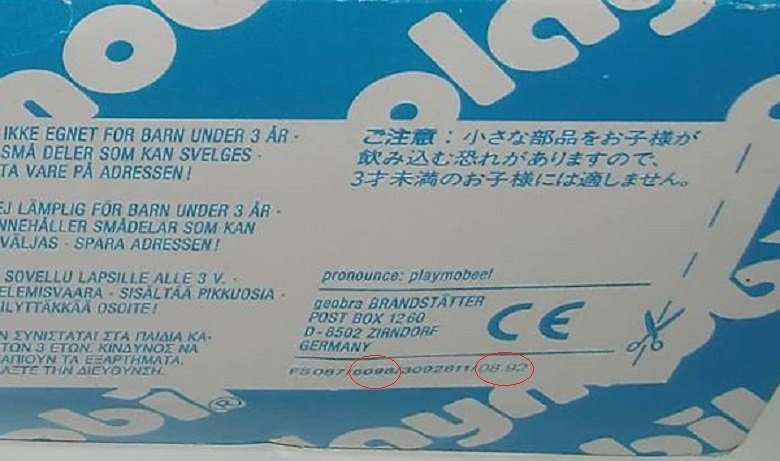 playmobil
IKKE EGNET FOR BARN UNDER 3 ÅR -
SMÅ DELER SOM KAN SVELGES -
TA VARE PÅ ADRESSEN!
EJ LÄMPLIG FÖR BARN UNDER 3 ÅR -
INNEHÅLLER SMÅDELAR SOM KAN
SVÄLJAS - SPARA ADRESSEN!
SOVELLU LAPSILLE ALLE 3 V. -
ELEMISVAARA - SISÄLTÄÄ PIKKUOSIA -
ILYTTÄKKÄÄ OSOITE!
Ν ΣΥΝΙΣΤΑΤΑΙ ΣΤΑ ΠΑΙΔΙΑ ΚΑ-
ΤΩΝ 3 ΕΤΩΝ. ΚΙΝΔΥΝΟΣ ΝΑ
ΑΠΙΟΥΝ ΤΑ ΕΞΑΡΤΗΜΑΤΑ.
ΑΞΤΕ ΤΗΝ ΔΙΕΥΘΥΝΣΗ.
ご注意：小さな部品をお子様が
飲み込む恐れがありますので、
3才未満のお子様には適しません。
pronounce: playmobeel
geobra BRANDSTÄTTER
POST BOX 1260
D-8502 ZIRNDORF
GERMANY
CE
FS087/6098/3092811/08.92